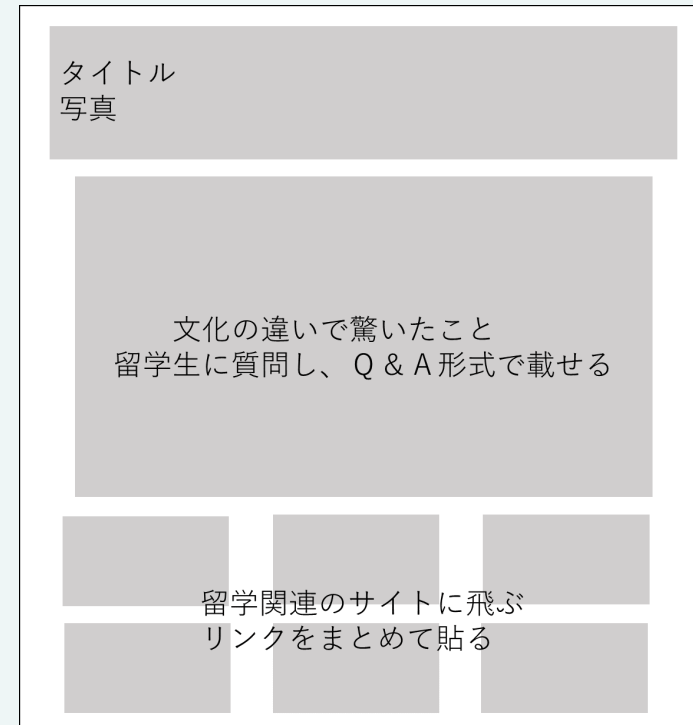 タイトル
写真
文化の違いで驚いたこと
留学生に質問し、Ｑ＆Ａ形式で載せる
留学関連のサイトに飛ぶ
リンクをまとめて貼る